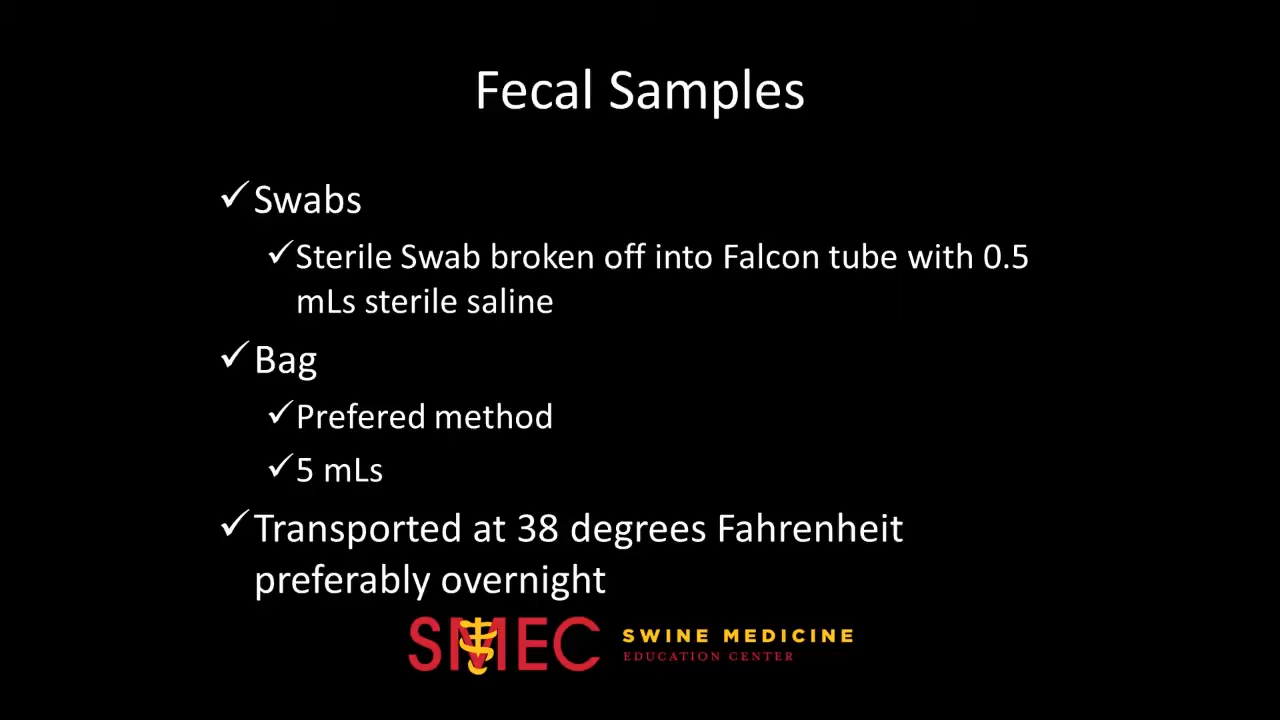 Fecal Samples
✓Swabs
✓Sterile Swab broken off into Falcon tube with 0.5
mLs sterile saline
✓Bag
✓Prefered method
✓5 mLs
✓Transported at 38 degrees Fahrenheit
preferably overnight
SMEC SWINE MEDICINE
EDUCATION CENTER